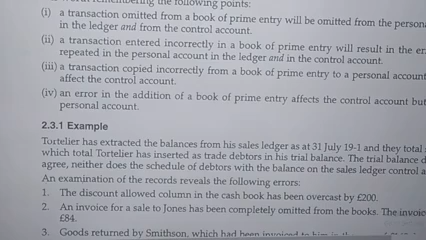 remembering the following points:
(i) a transaction omitted from a book of prime entry will be omitted from the
in the ledger and from the control account.
(ii) a transaction entered incorrectly in a book of prime entry will result in the
repeated in the personal account in the ledger and in the control account.
(iii) a transaction copied incorrectly from a book of prime entry to a personal account
affect the control account.
(iv) an error in the addition of a book of prime entry affects the control account but
personal account.
2.3.1 Example
Tortelier has extracted the balances from his sales ledger as at 31 July 19-1 and they total
which total Tortelier has inserted as trade debtors in his trial balance. The trial balance
agree, neither does the schedule of debtors with the balance on the sales ledger control
An examination of the records reveals the following errors:
1. The discount allowed column in the cash book has been overcast by £200.
2. An invoice for a sale to Jones has been completely omitted from the books. The
£84.
3. Goods returned by Smithson, which had been